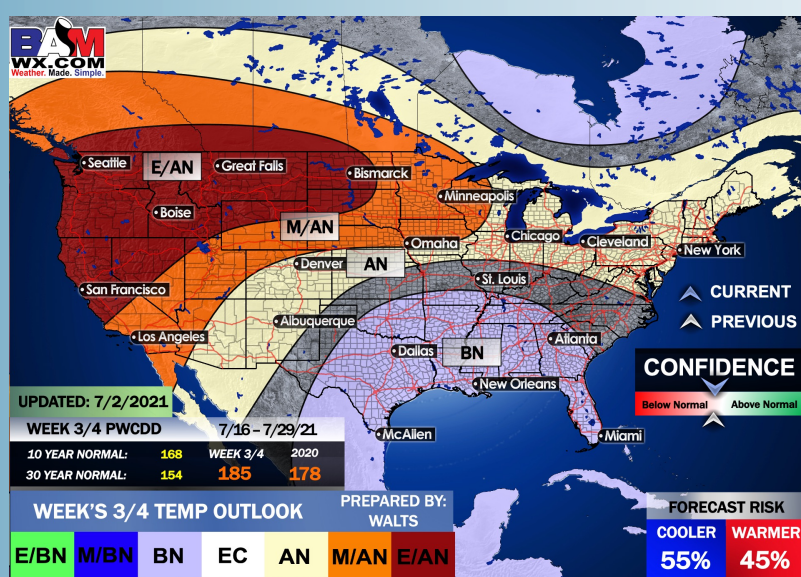 BAM
WX.COM
Weather. Made. Simple.
Seattle
E/AN
Great Falls
Bismarck
Boise
Minneapolis
M/AN
Omaha
Chicago
Cleveland
New York
Denver
AN
St. Louis
San Francisco
CURRENT
PREVIOUS
Albuquerque
Los Angeles
Dallas
BN
Atlanta
New Orleans
McAllen
Miami
CONFIDENCE
Below Normal
Above Normal
UPDATED: 7/2/2021
WEEK 3/4 PWCDD 7/16 – 7/29/21
10 YEAR NORMAL: 168 WEEK 3/4 2020
30 YEAR NORMAL: 154 185 178
WEEK'S 3/4 TEMP OUTLOOK
PREPARED BY:
WALTS
E/BN M/BN BN EC AN M/AN E/AN
FORECAST RISK
COOLER WARMER
55% 45%